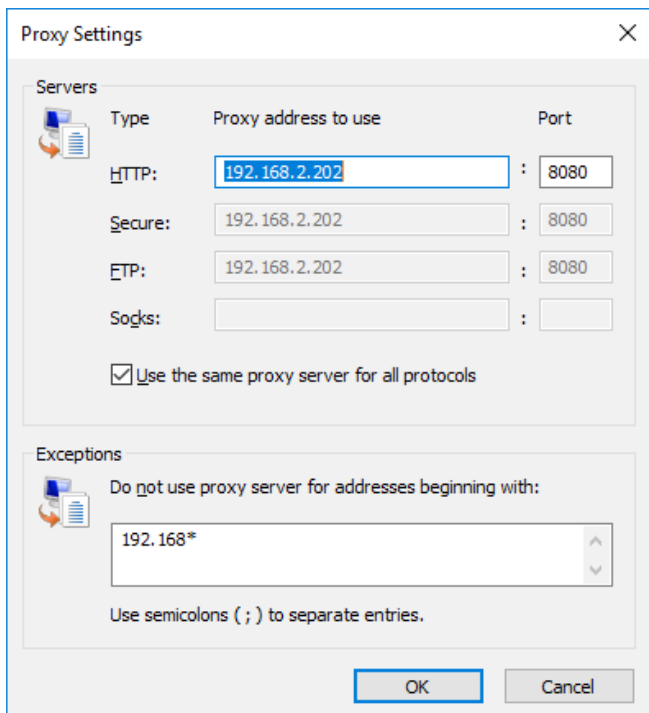 Proxy Settings
Servers
Type Proxy address to use Port
HTTP: 192.168.2.202 : 8080
Secure: 192.168.2.202 : 8080
FTP: 192.168.2.202 : 8080
Socks: :
Use the same proxy server for all protocols
Exceptions
Do not use proxy server for addresses beginning with:
192.168*
Use semicolons ( ; ) to separate entries.
OK Cancel